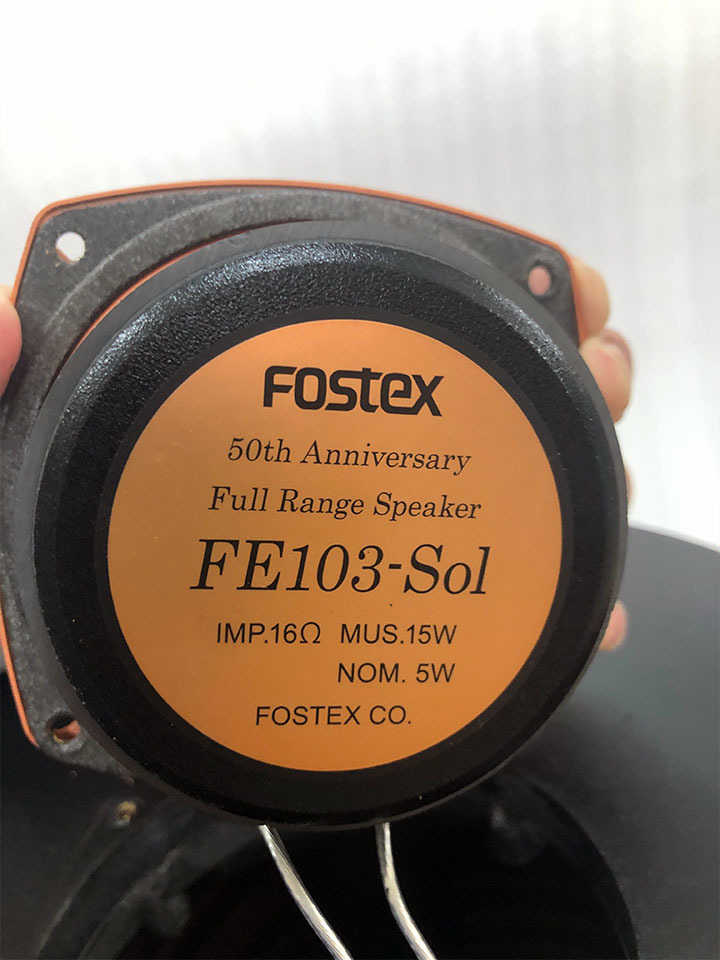 Fostex
50th Anniversary
Full Range Speaker
FE103-Sol
IMP.16Ω MUS.15W
NOM. 5W
FOSTEX CO.